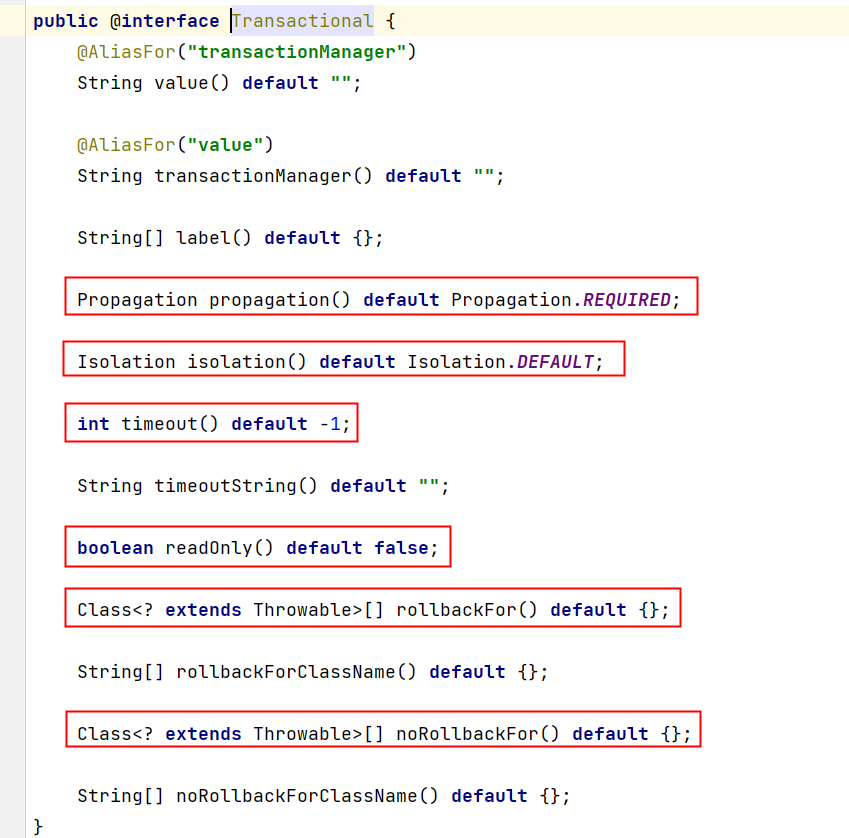 public @interface Transactional {
@AliasFor("transactionManager")
String value() default "";
@AliasFor("value")
String transactionManager() default "";
String[] label() default {};
Propagation propagation() default Propagation.REQUIRED;
Isolation isolation() default Isolation.DEFAULT;
int timeout() default -1;
String timeoutString() default "";
boolean readOnly() default false;
Class<? extends Throwable>[] rollbackFor() default {};
String[] rollbackForClassName() default {};
Class<? extends Throwable>[] noRollbackFor() default {};
String[] noRollbackForClassName() default {};
}